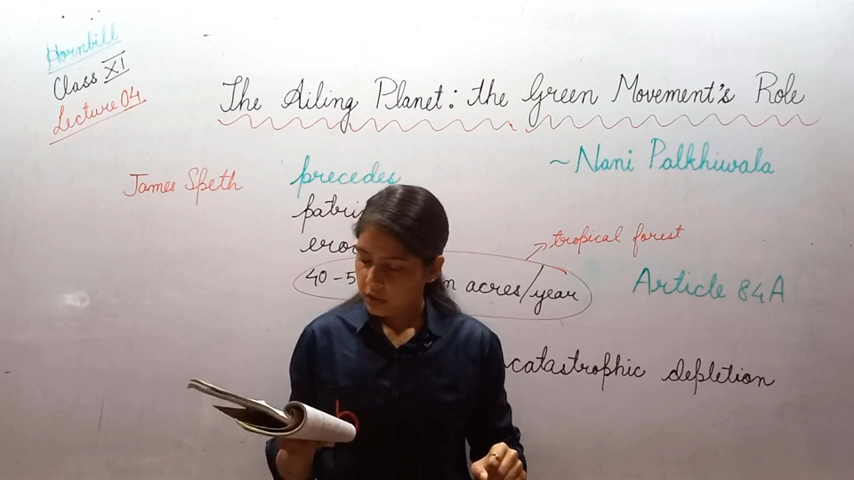 Hornbill
Class XI
Lecture 04
The Ailing Planet: the Green Movement's Role
~ Nani Palkhiwala
James Speth
precedes
tropical forest
acres/year
Article 84A
catastrophic depletion